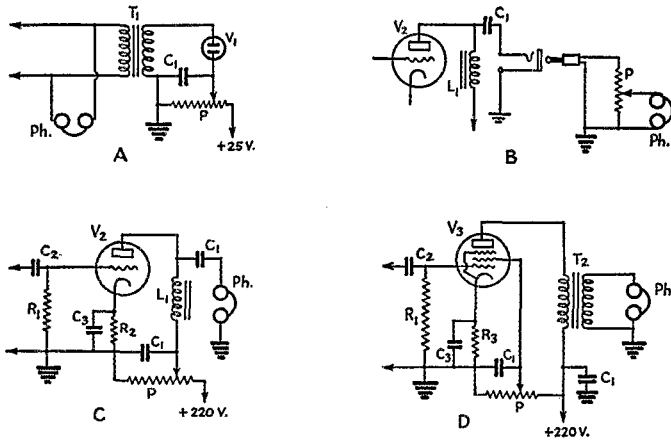 T1
V1
C1
P
Ph.
+25 V.
A
V2
C1
L1
P
Ph.
B
V2
C2
C1
Ph.
L1
R1
C3
R2
C1
P
+220 V.
C
V3
C2
T2
Ph.
R1
R3
C3
C1
C1
P
+220 V.
D